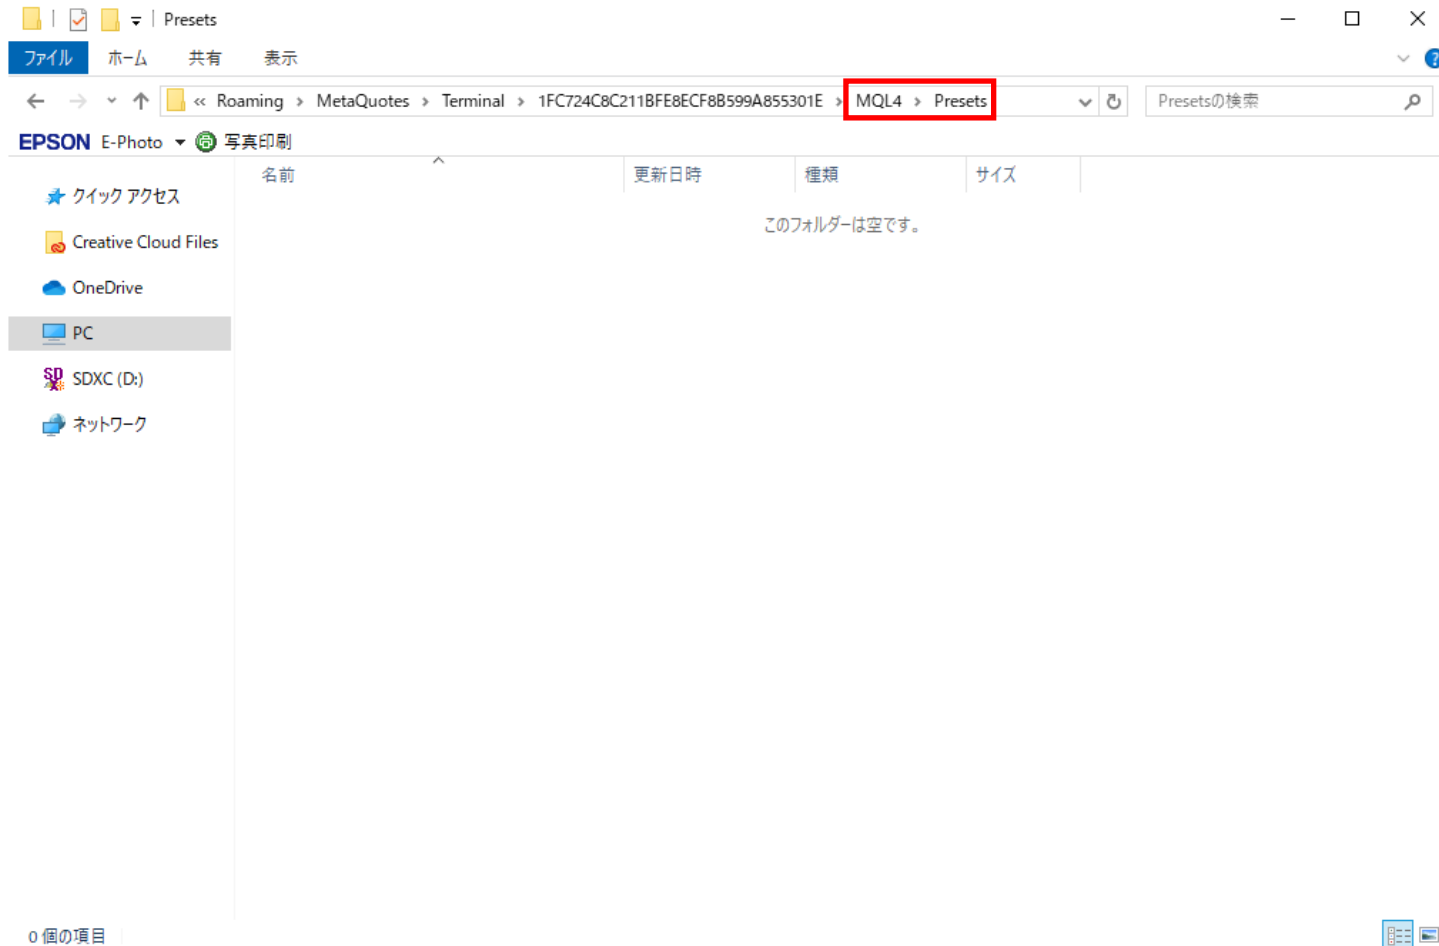 Presets
ファイル ホーム 共有 表示
« Roaming › MetaQuotes › Terminal › 1FC724C8C211BFE8ECF8B599A855301E › MQL4 › Presets Presetsの検索
EPSON E-Photo 写真印刷
名前 更新日時 種類 サイズ
このフォルダーは空です。
クイック アクセス
Creative Cloud Files
OneDrive
PC
SDXC (D:)
ネットワーク
0 個の項目